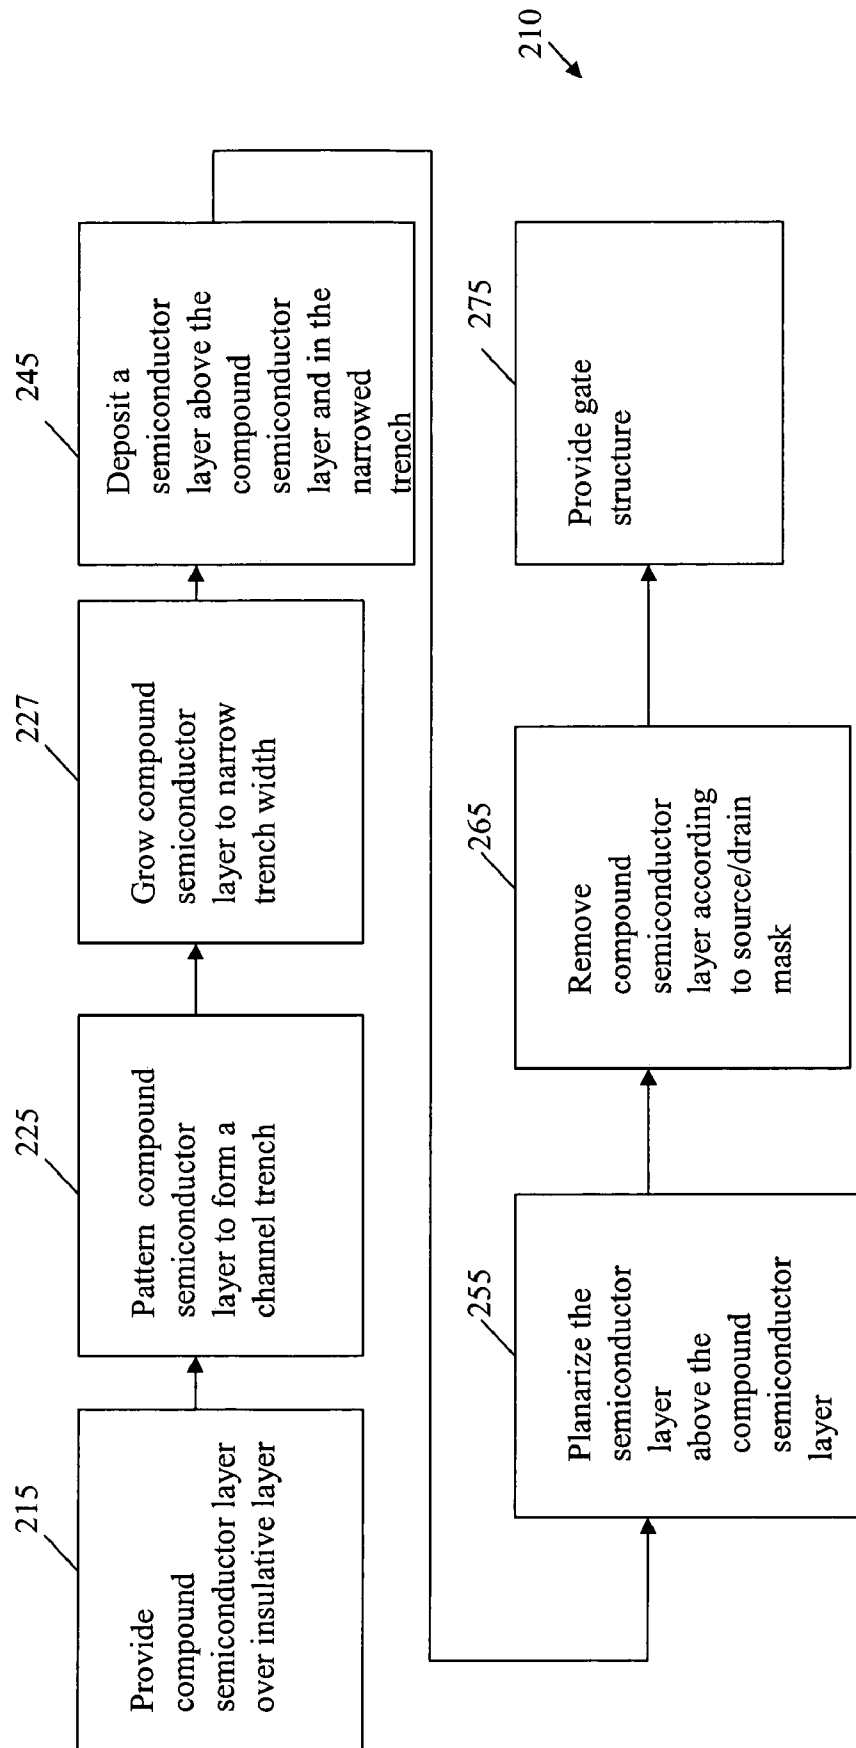 215
Provide
compound
semiconductor layer
over insulative layer
225
Pattern compound
semiconductor
layer to form a
channel trench
227
Grow compound
semiconductor
layer to narrow
trench width
245
Deposit a
semiconductor
layer above the
compound
semiconductor
layer and in the
narrowed
trench
255
Planarize the
semiconductor
layer
above the
compound
semiconductor
layer
265
Remove
compound
semiconductor
layer according
to source/drain
mask
275
Provide gate
structure
210